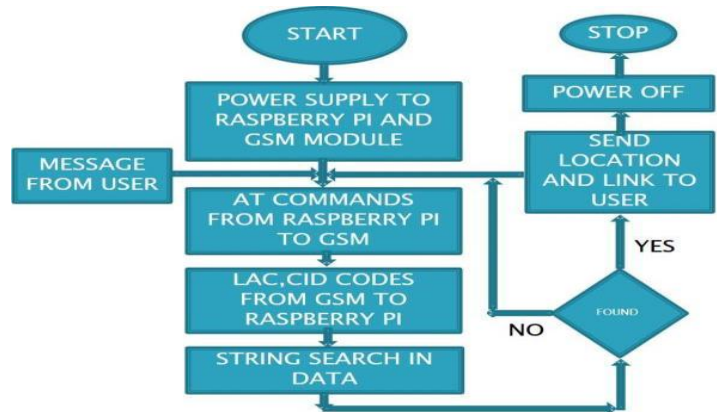 START
POWER SUPPLY TO
RASPBERRY PI AND
GSM MODULE
MESSAGE
FROM USER
AT COMMANDS
FROM RASPBERRY PI
TO GSM
LAC,CID CODES
FROM GSM TO
RASPBERRY PI
STRING SEARCH IN
DATA
FOUND
NO
YES
SEND
LOCATION
AND LINK TO
USER
POWER OFF
STOP